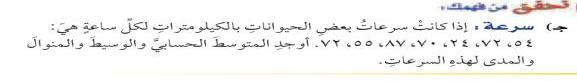 تحقق من فهمك:
جـ) سرعة: إذا كانتْ سرعاتُ بعضِ الحيواناتِ بالكيلومتراتِ لكلِّ ساعةٍ هيَ:
٥٤، ٧٢، ٢٤، ٧٠، ٨٧، ٥٥، ٧٢. أوجدِ المتوسطَ الحسابيَّ والوسيطَ والمنوالَ
والمدى لهذهِ السرعاتِ.